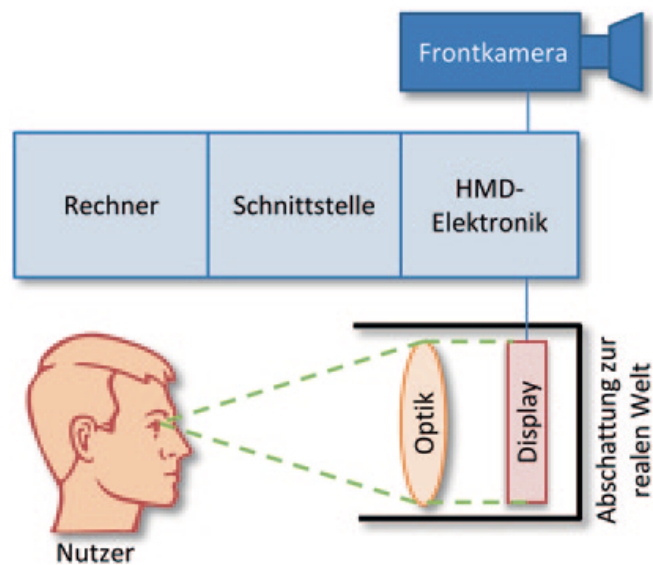 Frontkamera
Rechner
Schnittstelle
HMD-
Elektronik
Optik
Display
Abschattung zur
realen Welt
Nutzer